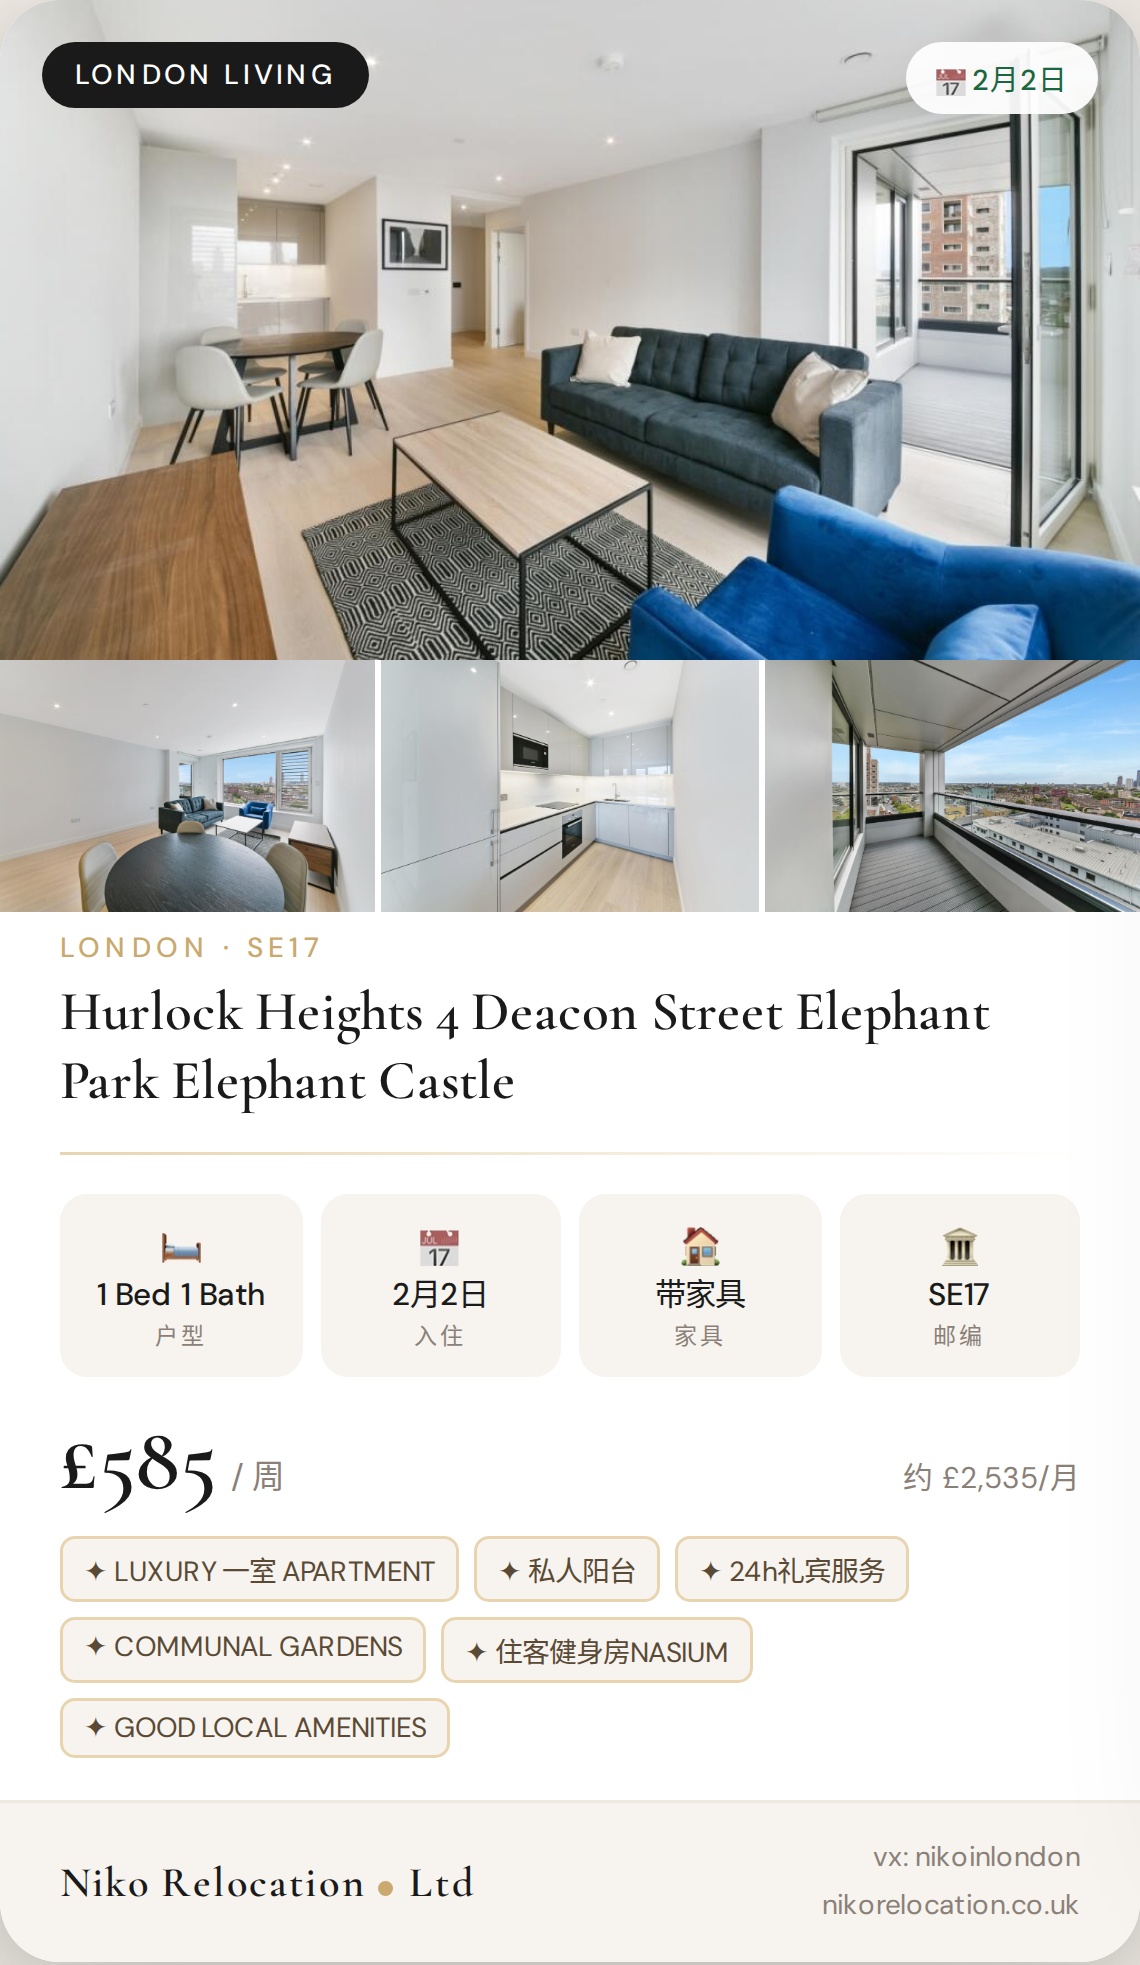 LONDON LIVING
2月2日
LONDON · SE17
Hurlock Heights 4 Deacon Street Elephant
Park Elephant Castle
1 Bed 1 Bath
户型
2月2日
入住
带家具
家具
SE17
邮编
£585 / 周
约 £2,535/月
✦ LUXURY 一室 APARTMENT
✦ 私人阳台
✦ 24h礼宾服务
✦ COMMUNAL GARDENS
✦ 住客健身房NASIUM
✦ GOOD LOCAL AMENITIES
Niko Relocation • Ltd
vx: nikoinlondon
nikorelocation.co.uk